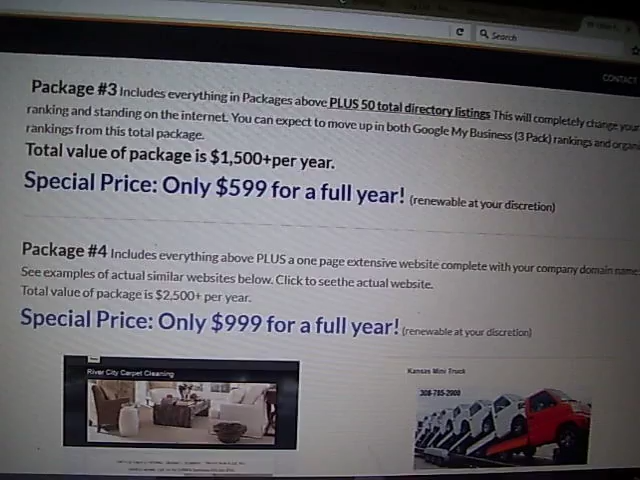 Search
CONTACT
Package #3 Includes everything in Packages above PLUS 50 total directory listings This will completely change your
ranking and standing on the internet. You can expect to move up in both Google My Business (3 Pack) rankings and
rankings from this total package.
Total value of package is $1,500+per year.
Special Price: Only $599 for a full year! (renewable at your discretion)
Package #4 Includes everything above PLUS a one page extensive website complete with your company domain name
See examples of actual similar websites below. Click to seethe actual website.
Total value of package is $2,500+ per year.
Special Price: Only $999 for a full year! (renewable at your discretion)
River City Carpet Cleaning
Kansas Mini Truck
308-785-2900